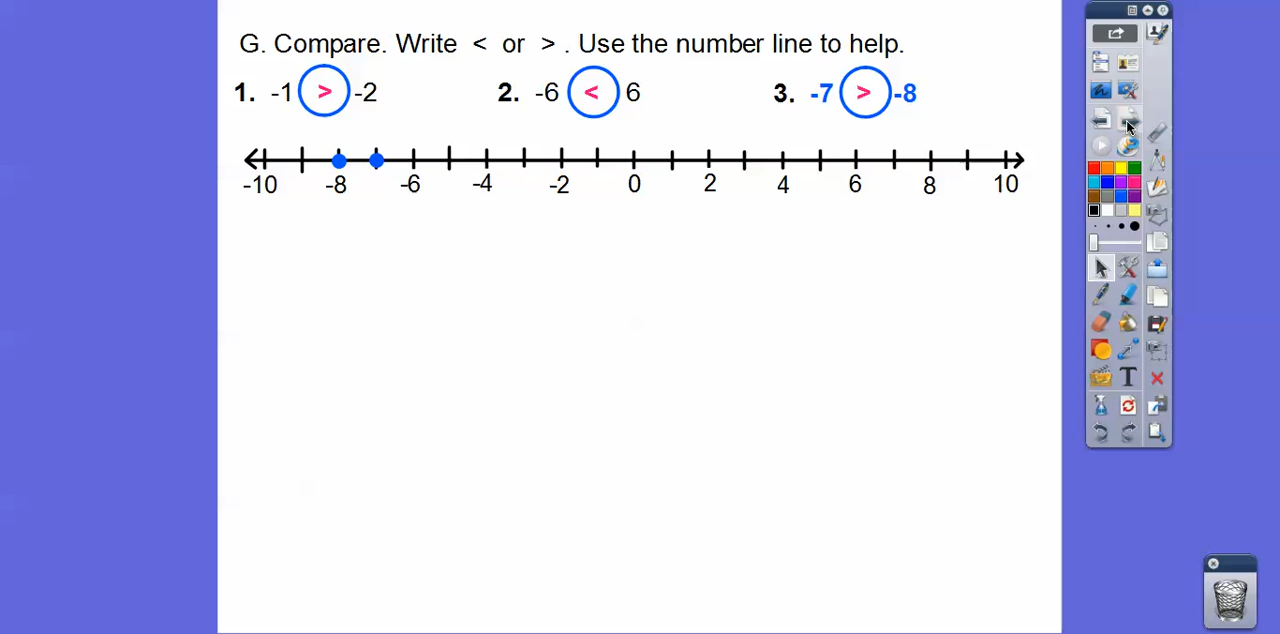 G. Compare. Write < or > . Use the number line to help.
1. -1 > -2 2. -6 < 6 3. -7 > -8
-10 -8 -6 -4 -2 0 2 4 6 8 10